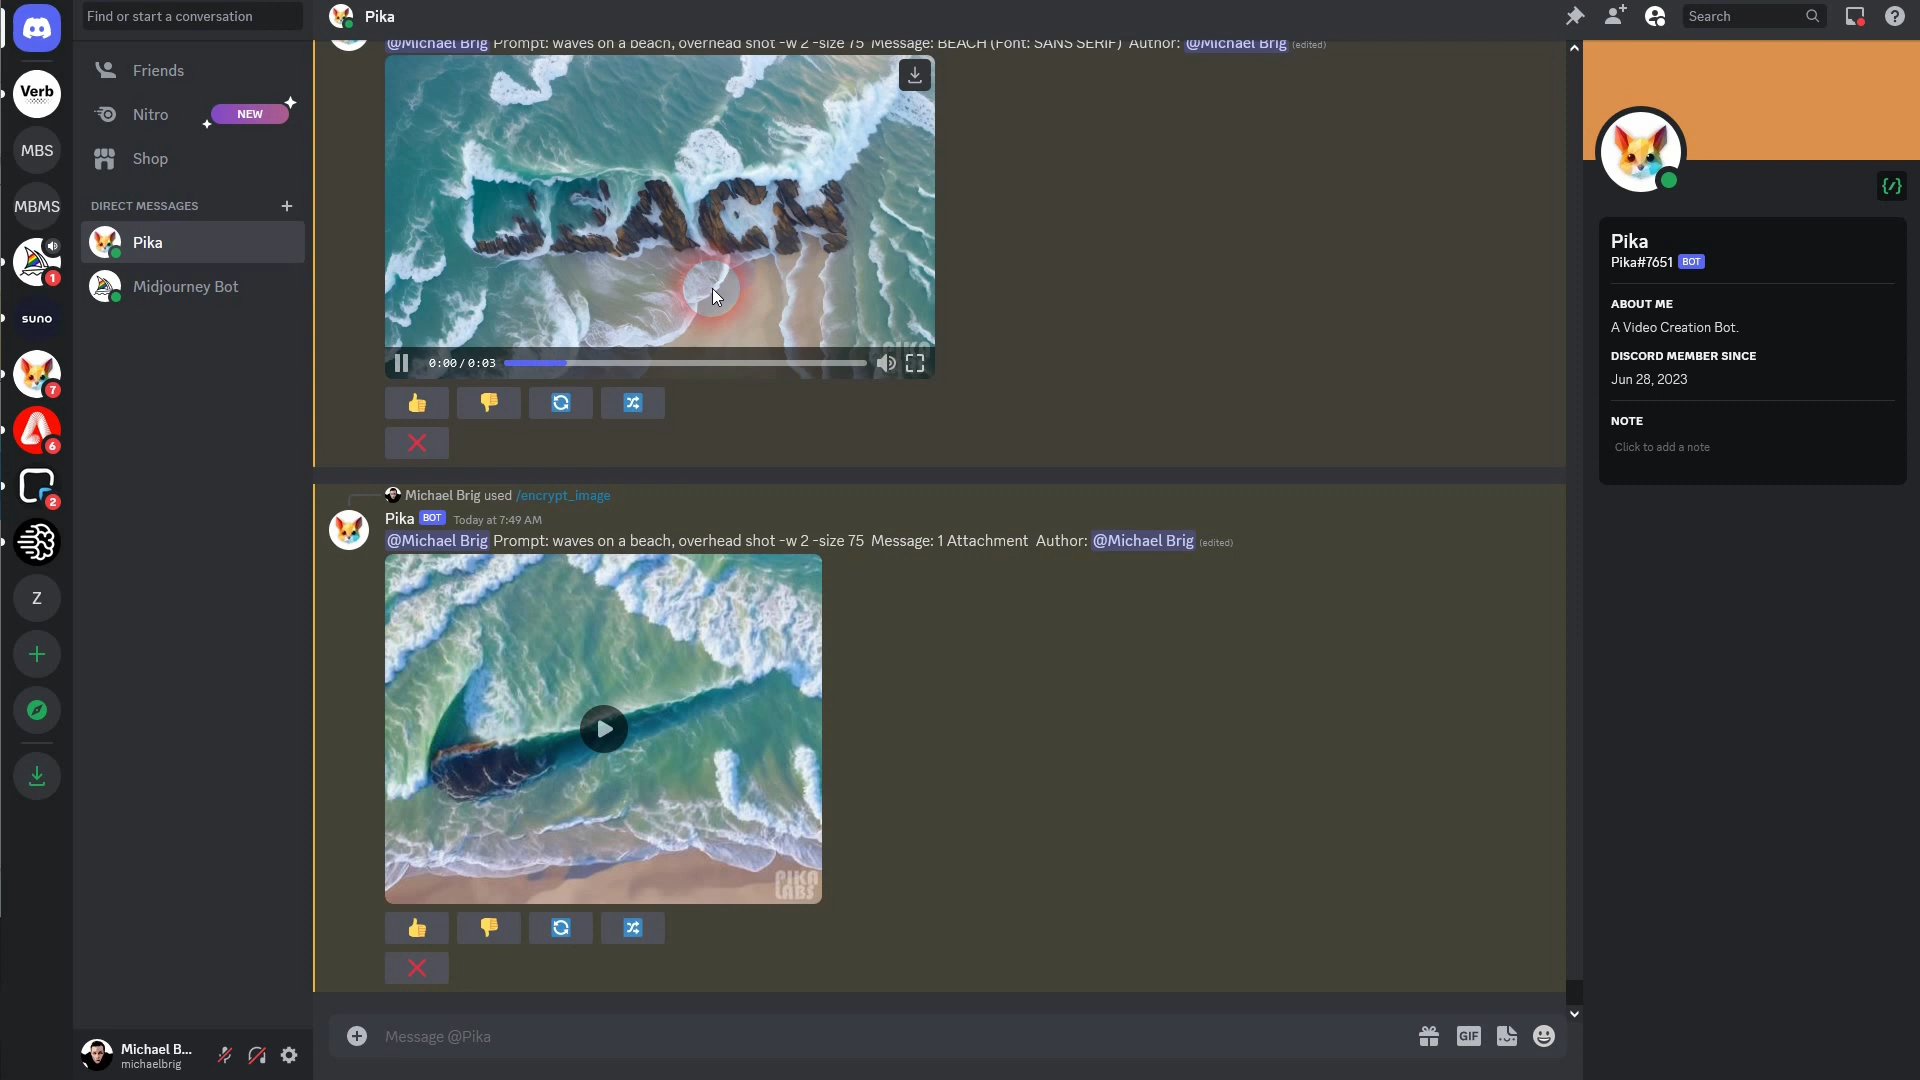 Find or start a conversation
Pika
Search
Friends
Nitro
NEW
Shop
DIRECT MESSAGES
Pika
Midjourney Bot
Verb
MBS
MBMS
1
suno
7
6
2
Z
@Michael Brig Prompt: waves on a beach, overhead shot -w 2 -size 75 Message: BEACH (Font: SANS SERIF) Author: @Michael Brig (edited)
BEACH
PIKA
0:00 / 0:03
Michael Brig used /encrypt_image
Pika BOT Today at 7:49 AM
@Michael Brig Prompt: waves on a beach, overhead shot -w 2 -size 75 Message: 1 Attachment Author: @Michael Brig (edited)
PIKA
LABS
Message @Pika
GIF
Michael B...
michaelbrig
Pika
Pika#7651 BOT
ABOUT ME
A Video Creation Bot.
DISCORD MEMBER SINCE
Jun 28, 2023
NOTE
Click to add a note